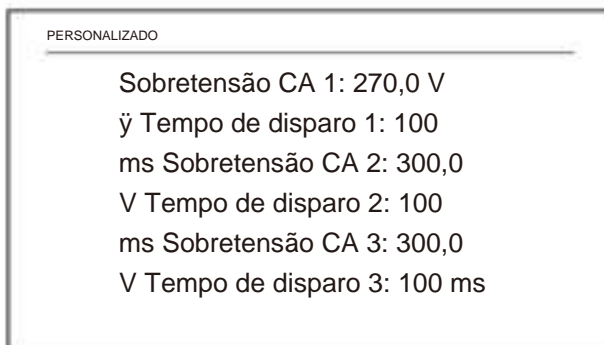 PERSONALIZADO
Sobretensão CA 1: 270,0 V
ÿ Tempo de disparo 1: 100
ms Sobretensão CA 2: 300,0
V Tempo de disparo 2: 100
ms Sobretensão CA 3: 300,0
V Tempo de disparo 3: 100 ms